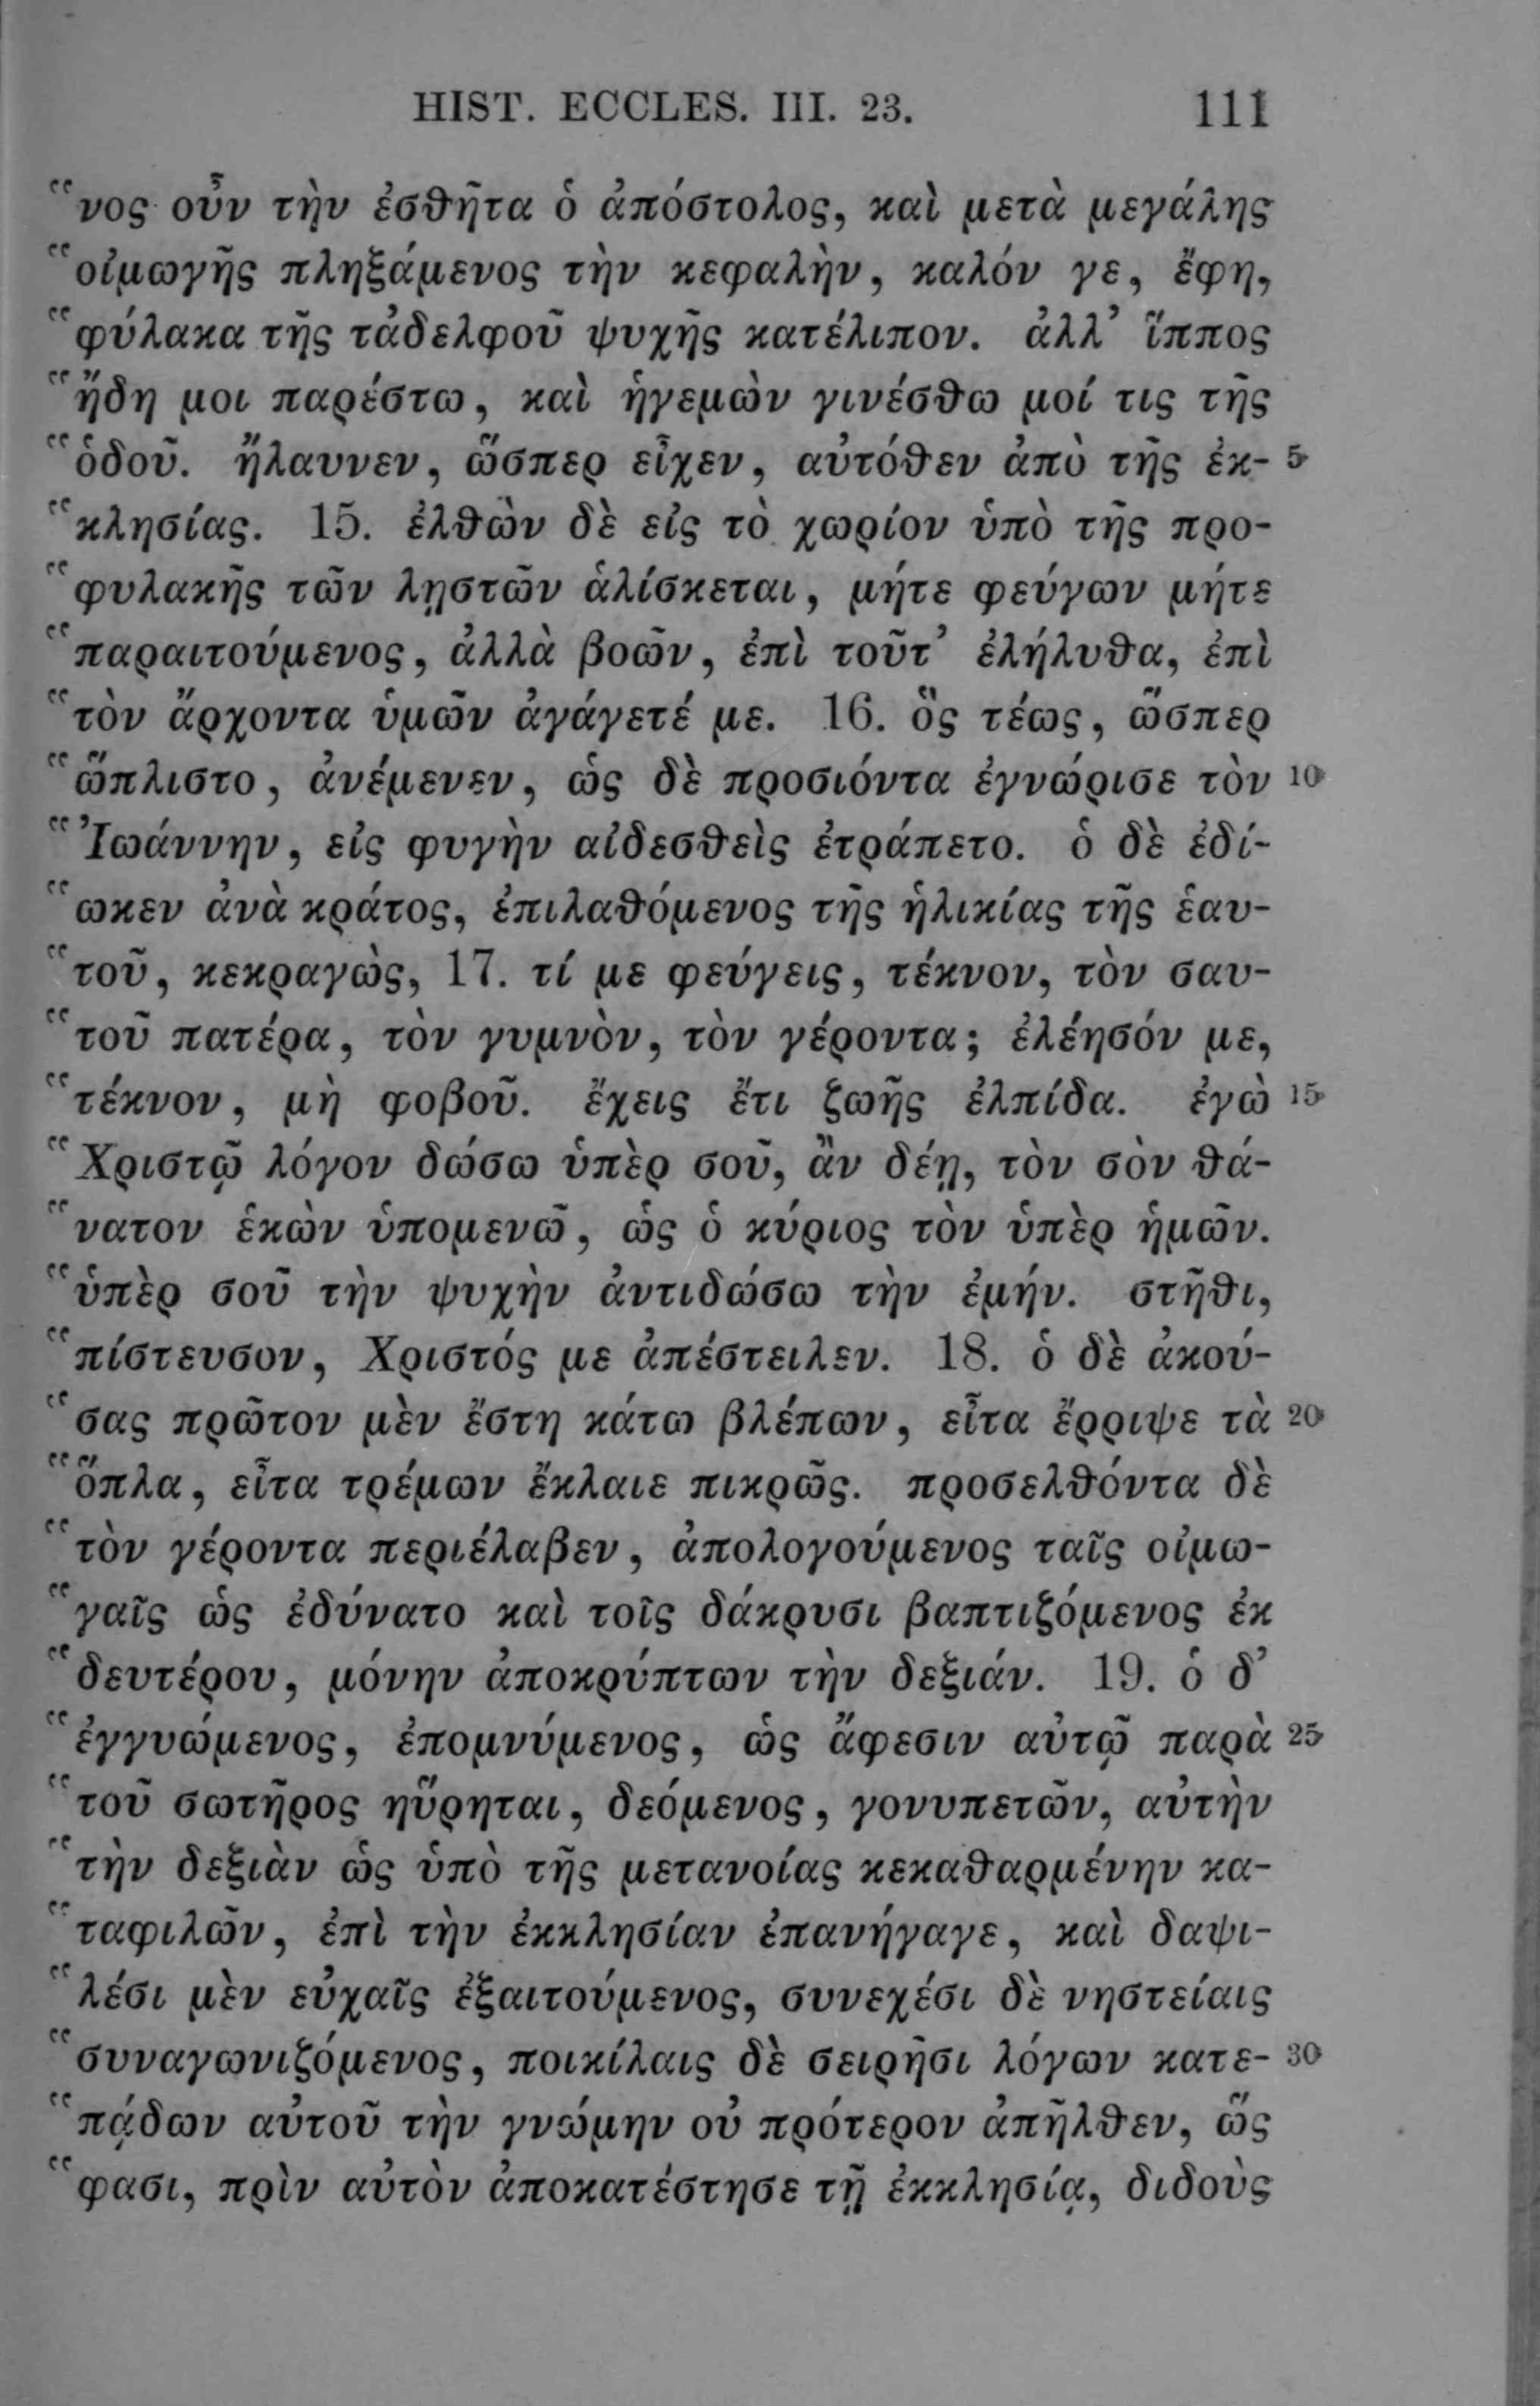 HIST. ECCLES. III. 23. 111
“νος οὖν τὴν ἐσθῆτα ὁ ἀπόστολος, καὶ μετὰ μεγάλης
“οἰμωγῆς πληξάμενος τὴν κεφαλὴν, καλόν γε, ἔφη,
“φύλακα τῆς τἀδελφοῦ ψυχῆς κατέλιπον. ἀλλ’ ἵππος
“ἤδη μοι παρέστω, καὶ ἡγεμὼν γινέσθω μοί τις τῆς
“ὁδοῦ. ἤλαυνεν, ὥσπερ εἶχεν, αὐτόθεν ἀπὸ τῆς ἐκ- 5
“κλησίας. 15. ἐλθὼν δὲ εἰς τὸ χωρίον ὑπὸ τῆς προ-
“φυλακῆς τῶν λῃστῶν ἁλίσκεται, μήτε φεύγων μήτε
“παραιτούμενος, ἀλλὰ βοῶν, ἐπὶ τοῦτ’ ἐλήλυθα, ἐπὶ
“τὸν ἄρχοντα ὑμῶν ἀγάγετέ με. 16. ὃς τέως, ὥσπερ
“ὥπλιστο, ἀνέμενεν, ὡς δὲ προσιόντα ἐγνώρισε τὸν 10
“Ἰωάννην, εἰς φυγὴν αἰδεσθεὶς ἐτράπετο. ὁ δὲ ἐδί-
“ωκεν ἀνὰ κράτος, ἐπιλαθόμενος τῆς ἡλικίας τῆς ἑαυ-
“τοῦ, κεκραγὼς, 17. τί με φεύγεις, τέκνον, τὸν σαυ-
“τοῦ πατέρα, τὸν γυμνὸν, τὸν γέροντα; ἐλέησόν με,
“τέκνον, μὴ φοβοῦ. ἔχεις ἔτι ζωῆς ἐλπίδα. ἐγὼ 15
“Χριστῷ λόγον δώσω ὑπὲρ σοῦ, ἂν δέῃ, τὸν σὸν θά-
“νατον ἑκὼν ὑπομενῶ, ὡς ὁ κύριος τὸν ὑπὲρ ἡμῶν.
“ὑπὲρ σοῦ τὴν ψυχὴν ἀντιδώσω τὴν ἐμήν. στῆθι,
“πίστευσον, Χριστός με ἀπέστειλεν. 18. ὁ δὲ ἀκού-
“σας πρῶτον μὲν ἔστη κάτω βλέπων, εἶτα ἔρριψε τὰ 20
“ὅπλα, εἶτα τρέμων ἔκλαιε πικρῶς. προσελθόντα δὲ
“τὸν γέροντα περιέλαβεν, ἀπολογούμενος ταῖς οἰμω-
“γαῖς ὡς ἐδύνατο καὶ τοῖς δάκρυσι βαπτιζόμενος ἐκ
“δευτέρου, μόνην ἀποκρύπτων τὴν δεξιάν. 19. ὁ δ’
“ἐγγυώμενος, ἐπομνύμενος, ὡς ἄφεσιν αὐτῷ παρὰ 25
“τοῦ σωτῆρος ηὕρηται, δεόμενος, γονυπετῶν, αὐτὴν
“τὴν δεξιὰν ὡς ὑπὸ τῆς μετανοίας κεκαθαρμένην κα-
“ταφιλῶν, ἐπὶ τὴν ἐκκλησίαν ἐπανήγαγε, καὶ δαψι-
“λέσι μὲν εὐχαῖς ἐξαιτούμενος, συνεχέσι δὲ νηστείαις
“συναγωνιζόμενος, ποικίλαις δὲ σειρῆσι λόγων κατε- 30
“πᾴδων αὐτοῦ τὴν γνώμην οὐ πρότερον ἀπῆλθεν, ὥς
“φασι, πρὶν αὐτὸν ἀποκατέστησε τῇ ἐκκλησίᾳ, διδοὺς